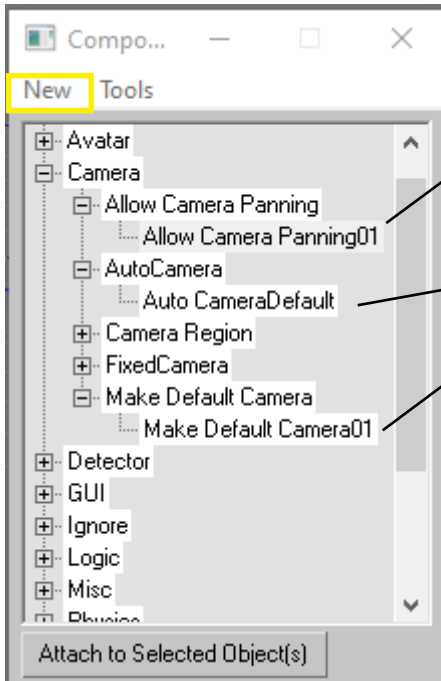 Compo...
New Tools
Avatar
Camera
Allow Camera Panning
Allow Camera Panning01
AutoCamera
Auto CameraDefault
Camera Region
FixedCamera
Make Default Camera
Make Default Camera01
Detector
GUI
Ignore
Logic
Misc
Physics
Attach to Selected Object(s)